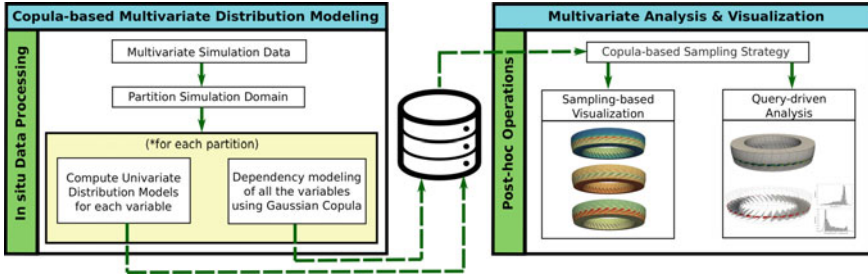 Copula-based Multivariate Distribution Modeling
In situ Data Processing
Multivariate Simulation Data
Partition Simulation Domain
(*for each partition)
Compute Univariate
Distribution Models
for each variable
Dependency modeling
of all the variables
using Gaussian Copula
Multivariate Analysis & Visualization
Post-hoc Operations
Copula-based Sampling Strategy
Sampling-based
Visualization
Query-driven
Analysis